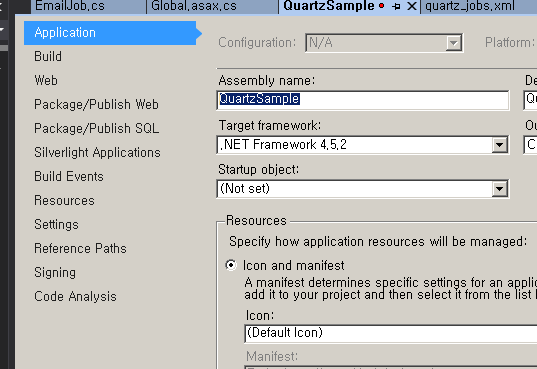 EmailJob.cs Global.asax.cs QuartzSample quartz_jobs.xml
Application
Configuration: N/A Platform:
Build
Web
Assembly name: De
QuartzSample Qu
Package/Publish Web
Package/Publish SQL
Target framework: Ou
.NET Framework 4.5.2 C
Silverlight Applications
Startup object:
Build Events
(Not set)
Resources
Resources
Settings
Specify how application resources will be managed:
Reference Paths
Icon and manifest
Signing
A manifest determines specific settings for an applic
add it to your project and then select it from the list
Code Analysis
Icon:
(Default Icon)
Manifest: